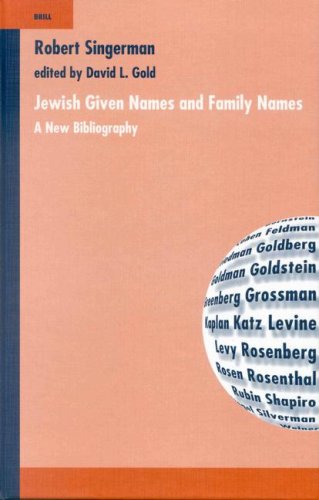 BRILL
Robert Singerman
edited by David L. Gold
Jewish Given Names and Family Names
A New Bibliography
Feldman
Goldberg
Goldman Goldstein
Greenberg Grossman
Kaplan Katz Levine
Levy Rosenberg
Rosen Rosenthal
Rubin Shapiro
Silverman